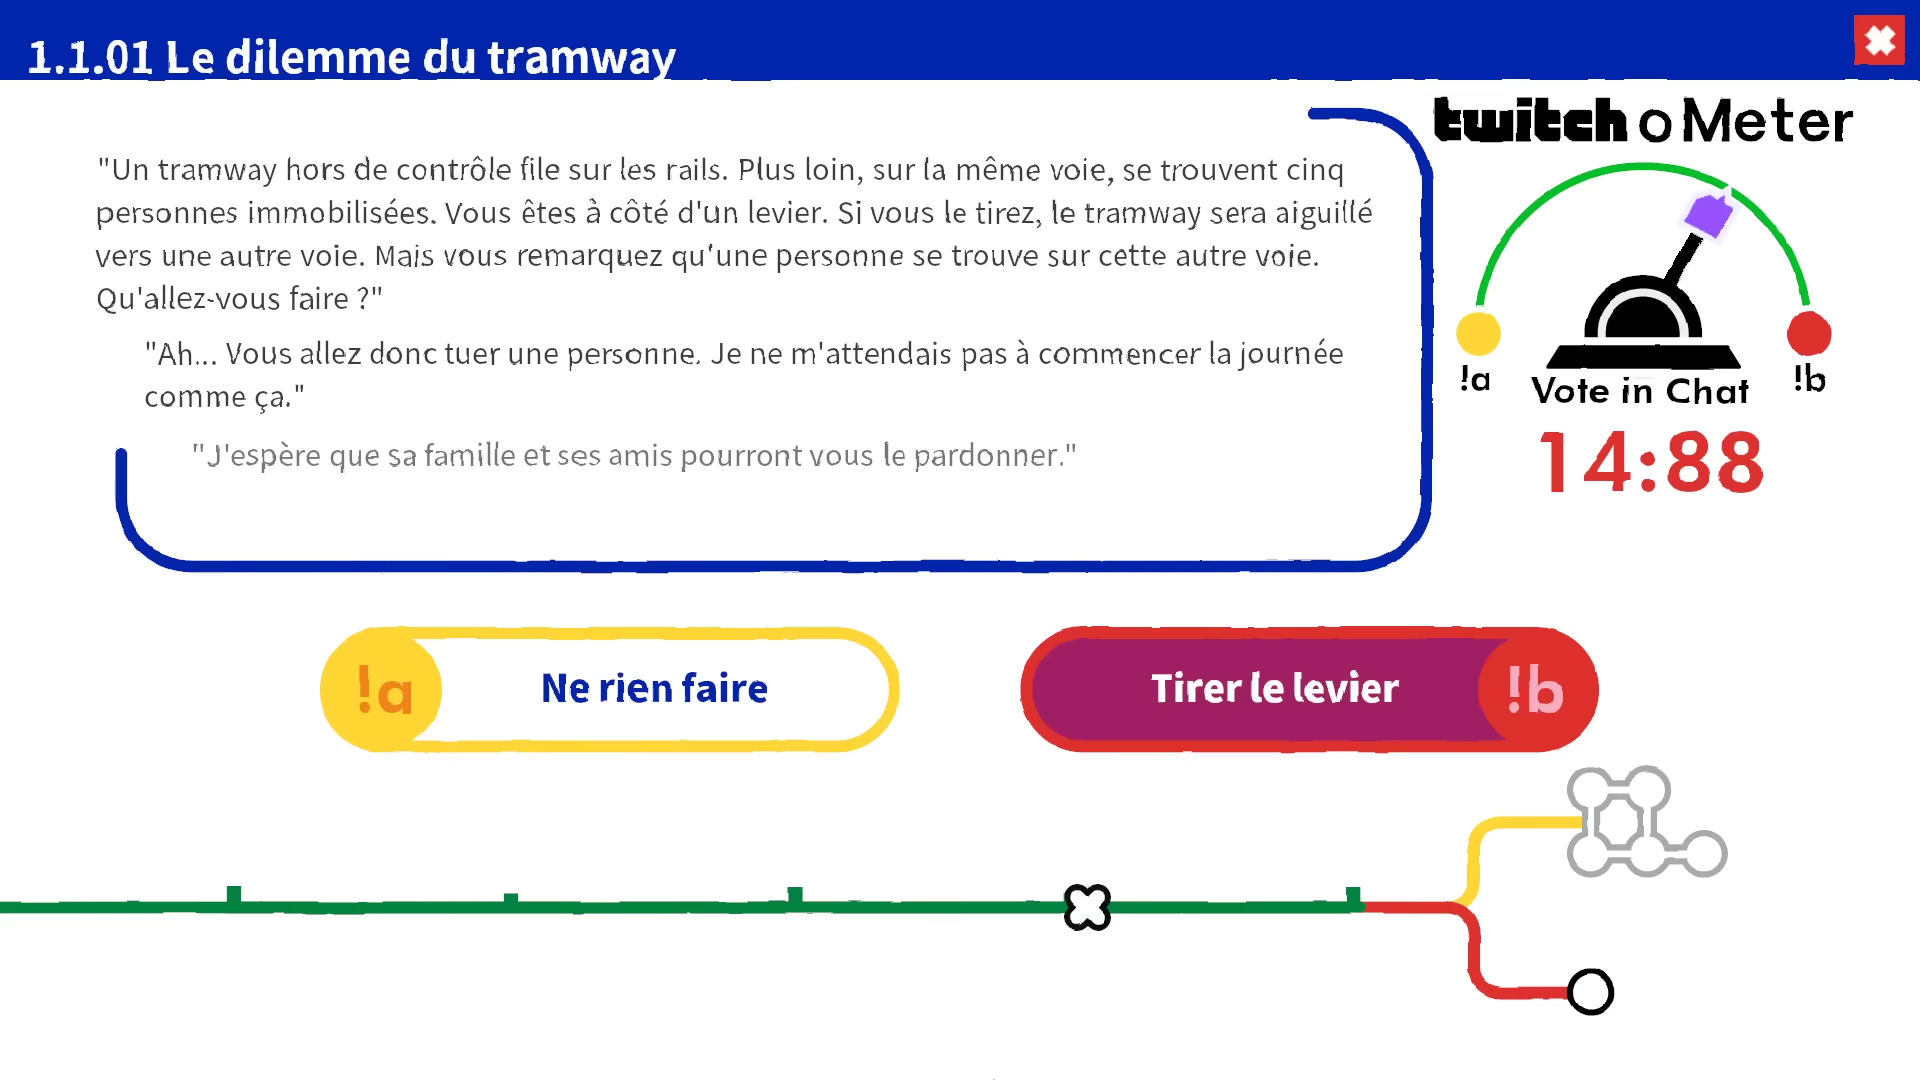 1.1.01 Le dilemme du tramway
"Un tramway hors de contrôle file sur les rails. Plus loin, sur la même voie, se trouvent cinq
personnes immobilisées. Vous êtes à côté d'un levier. Si vous le tirez, le tramway sera aiguillé
vers une autre voie. Mais vous remarquez qu'une personne se trouve sur cette autre voie.
Qu'allez-vous faire ?"
"Ah... Vous allez donc tuer une personne. Je ne m'attendais pas à commencer la journée
comme ça."
"J'espère que sa famille et ses amis pourront vous le pardonner."
twitch o Meter
!a
Vote in Chat
!b
14:88
!a Ne rien faire
Tirer le levier !b